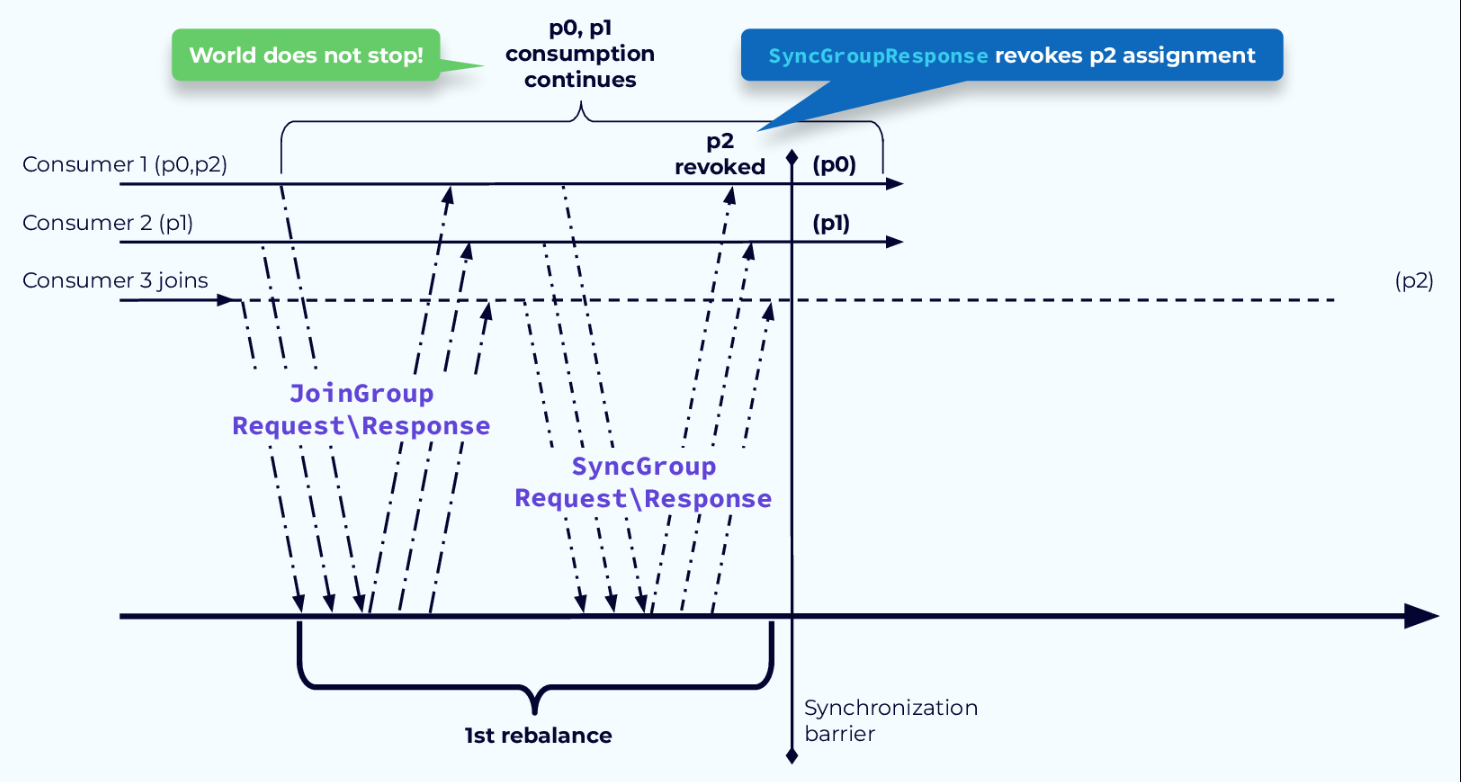 World does not stop!
p0, p1
consumption
continues
SyncGroupResponse revokes p2 assignment
p2
revoked
Consumer 1 (p0,p2)
(p0)
Consumer 2 (p1)
(p1)
Consumer 3 joins
(p2)
JoinGroup
Request\Response
SyncGroup
Request\Response
1st rebalance
Synchronization
barrier